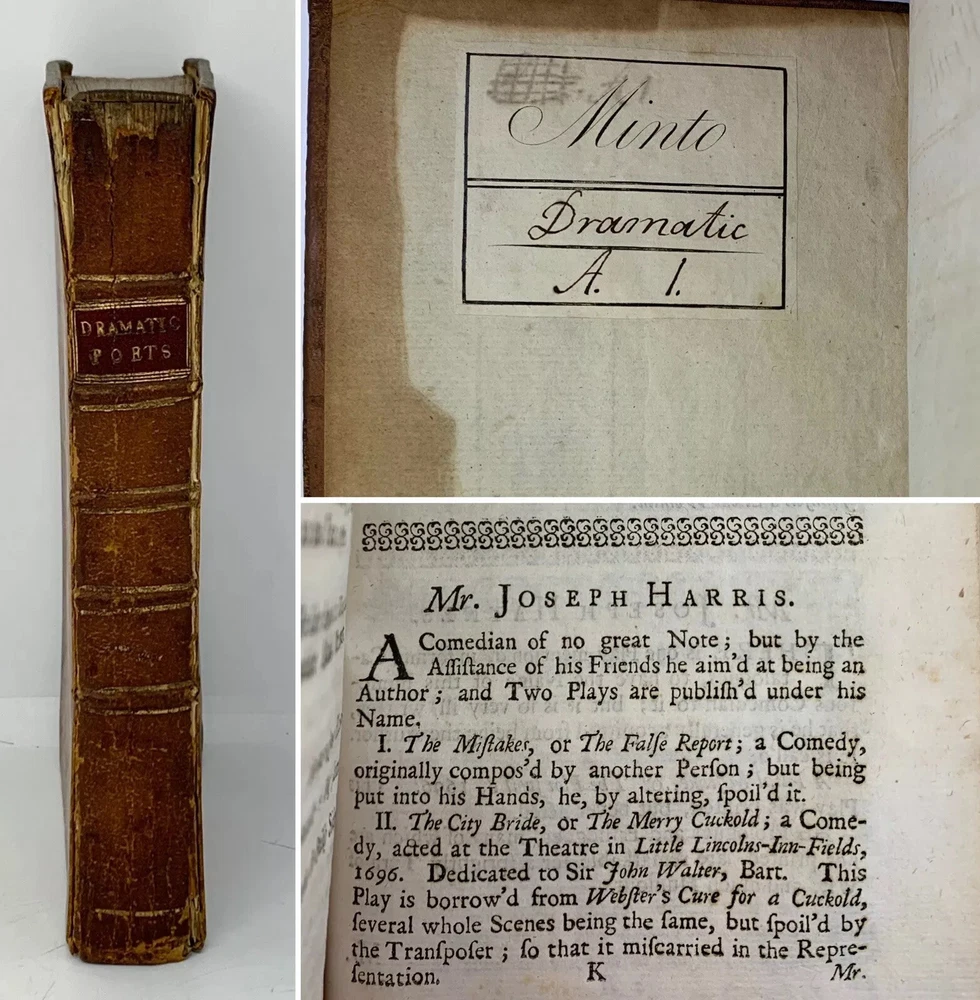 DRAMATIC
POETS
Minto
Dramatic
A. 1.
Mr. JOSEPH HARRIS.
A Comedian of no great Note; but by the
Aſſiſtance of his Friends he aim'd at being an
Author; and Two Plays are publiſh'd under his
Name.
I. The Miſtakes, or The Falſe Report; a Comedy,
originally compos'd by another Perſon; but being
put into his Hands, he, by altering, ſpoil'd it.
II. The City Bride, or The Merry Cuckold; a Come-
dy, acted at the Theatre in Little Lincolns-Inn-Fields,
1696. Dedicated to Sir John Walter, Bart. This
Play is borrow'd from Webſter's Cure for a Cuckold,
ſeveral whole Scenes being the ſame, but ſpoil'd by
the Tranſpoſer; ſo that it miſcarried in the Repre-
ſentation.
K Mr.